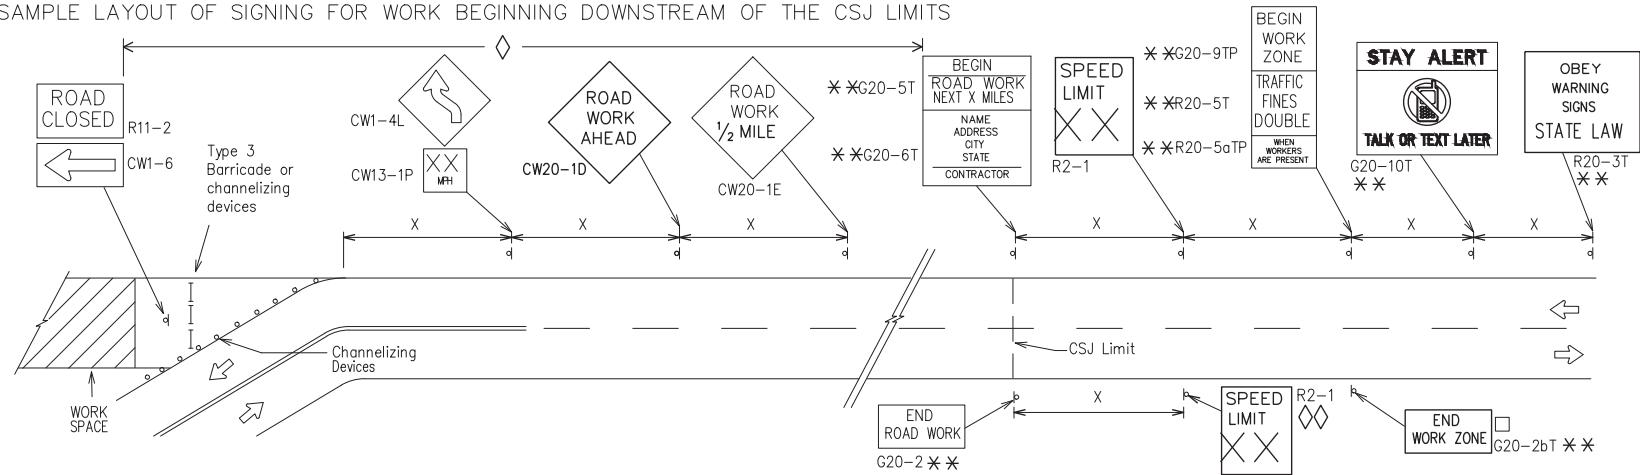 SAMPLE LAYOUT OF SIGNING FOR WORK BEGINNING DOWNSTREAM OF THE CSJ LIMITS
ROAD
CLOSED
R11-2
CW1-6
Type 3
Barricade or
channelizing
devices
CW1-4L
CW13-1P
XX
MPH
ROAD
WORK
AHEAD
CW20-1D
ROAD
WORK
1/2 MILE
CW20-1E
* *G20-5T
* *G20-6T
BEGIN
ROAD WORK
NEXT X MILES
NAME
ADDRESS
CITY
STATE
CONTRACTOR
SPEED
LIMIT
XX
R2-1
* *G20-9TP
* *R20-5T
* *R20-5aTP
BEGIN
WORK
ZONE
TRAFFIC
FINES
DOUBLE
WHEN
WORKERS
ARE PRESENT
STAY ALERT
TALK OR TEXT LATER
G20-10T
* *
OBEY
WARNING
SIGNS
STATE LAW
R20-3T
* *
X
X
X
X
X
X
X
Channelizing
Devices
WORK
SPACE
CSJ Limit
END
ROAD WORK
G20-2 * *
X
SPEED
LIMIT
XX
R2-1
END
WORK ZONE
G20-2bT * *